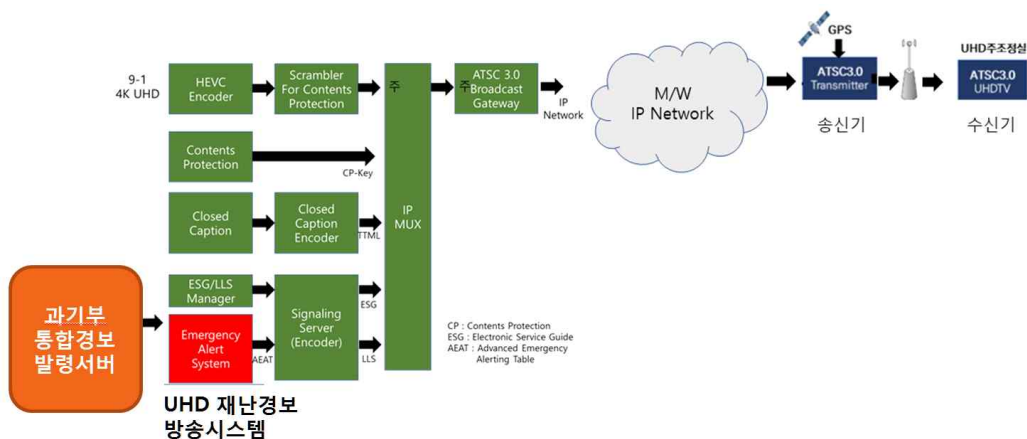 9-1
4K UHD
HEVC
Encoder
Scrambler
For Contents
Protection
주
주
ATSC 3.0
Broadcast
Gateway
IP
Network
M/W
IP Network
GPS
ATSC3.0
Transmitter
송신기
UHD주조정실
ATSC3.0
UHDTV
수신기
Contents
Protection
CP-Key
Closed
Caption
Closed
Caption
Encoder
TTML
IP
MUX
ESG/LLS
Manager
Signaling
Server
(Encoder)
ESG
LLS
과기부
통합경보
발령서버
Emergency
Alert
System
AEAT
CP : Contents Protection
ESG : Electronic Service Guide
AEAT : Advanced Emergency
Alerting Table
UHD 재난경보
방송시스템